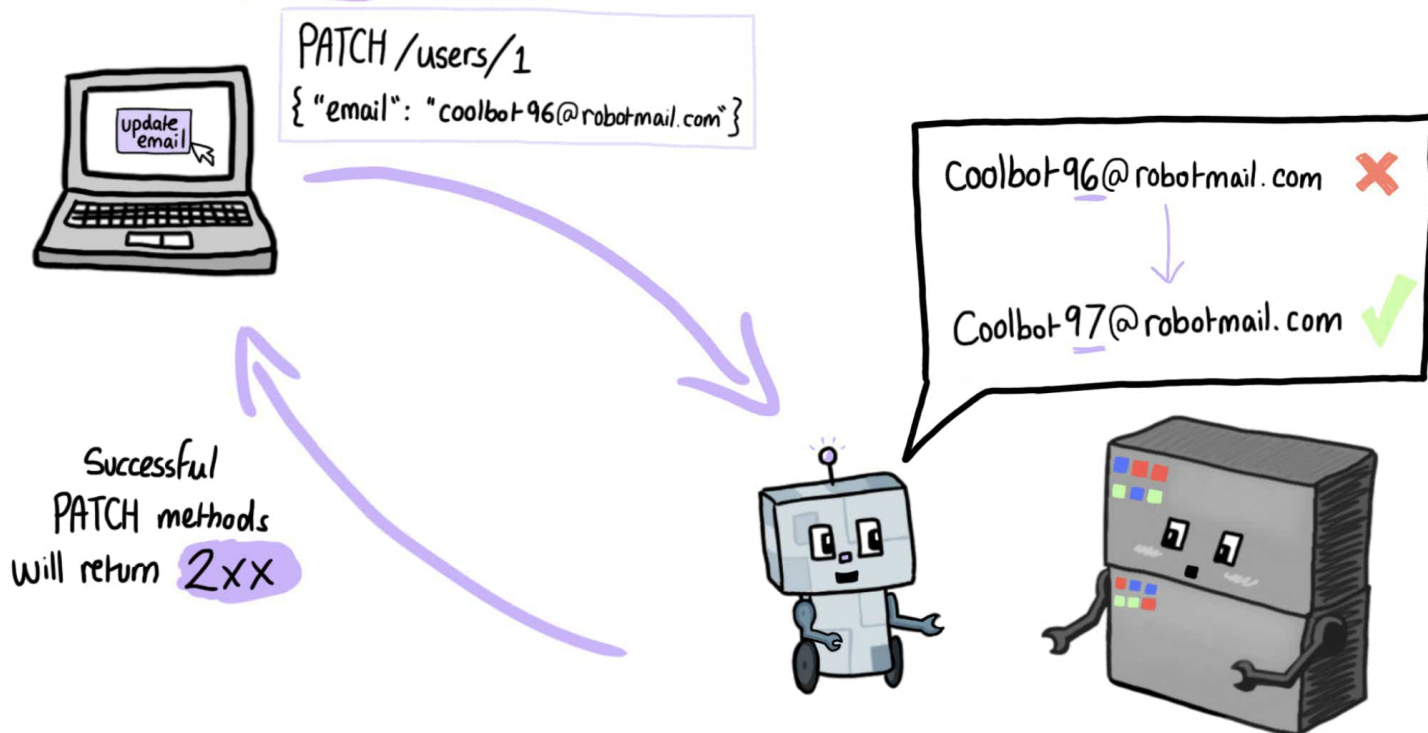 PATCH /users/1
{ "email": "coolbot96@robotmail.com" }
update
email
Coolbot96@robotmail.com
Coolbot97@robotmail.com
Successful
PATCH methods
will return 2xx